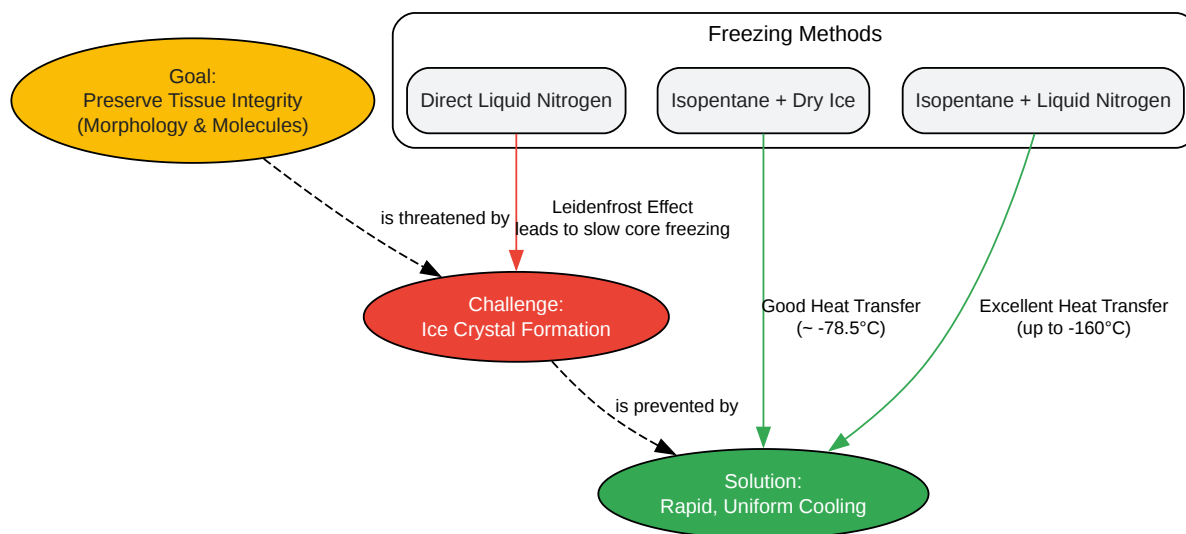 Freezing Methods
Goal:
Preserve Tissue Integrity
(Morphology & Molecules)
Direct Liquid Nitrogen
Isopentane + Dry Ice
Isopentane + Liquid Nitrogen
is threatened by
Leidenfrost Effect
leads to slow core freezing
Challenge:
Ice Crystal Formation
Good Heat Transfer
(~ -78.5°C)
Excellent Heat Transfer
(up to -160°C)
is prevented by
Solution:
Rapid, Uniform Cooling